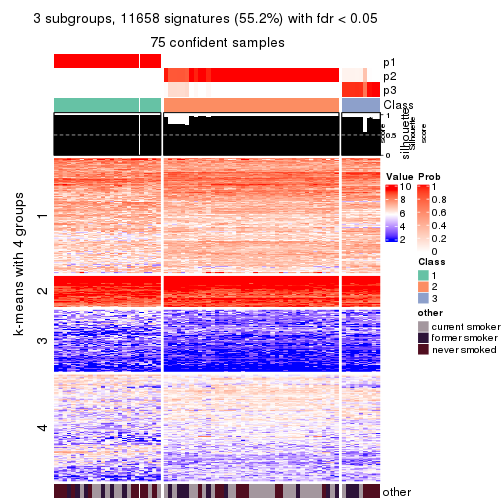 3 subgroups, 11658 signatures (55.2%) with fdr < 0.05
75 confident samples
p1
p2
p3
Class
1
0.5
0
silhouette
Silhouette
score
k-means with 4 groups
1
2
3
4
other
Value
10
8
6
4
2
Prob
1
0.8
0.6
0.4
0.2
0
Class
1
2
3
other
current smoker
former smoker
never smoked